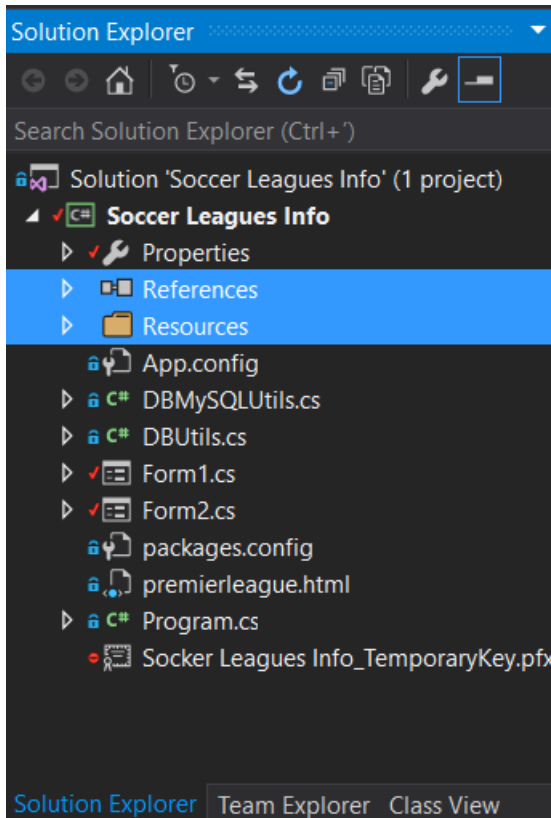 Solution Explorer
Search Solution Explorer (Ctrl+´)
Solution 'Soccer Leagues Info' (1 project)
C# Soccer Leagues Info
Properties
References
Resources
App.config
C# DBMySQLUtils.cs
C# DBUtils.cs
Form1.cs
Form2.cs
packages.config
premierleague.html
C# Program.cs
Socker Leagues Info_TemporaryKey.pfx
Solution Explorer Team Explorer Class View